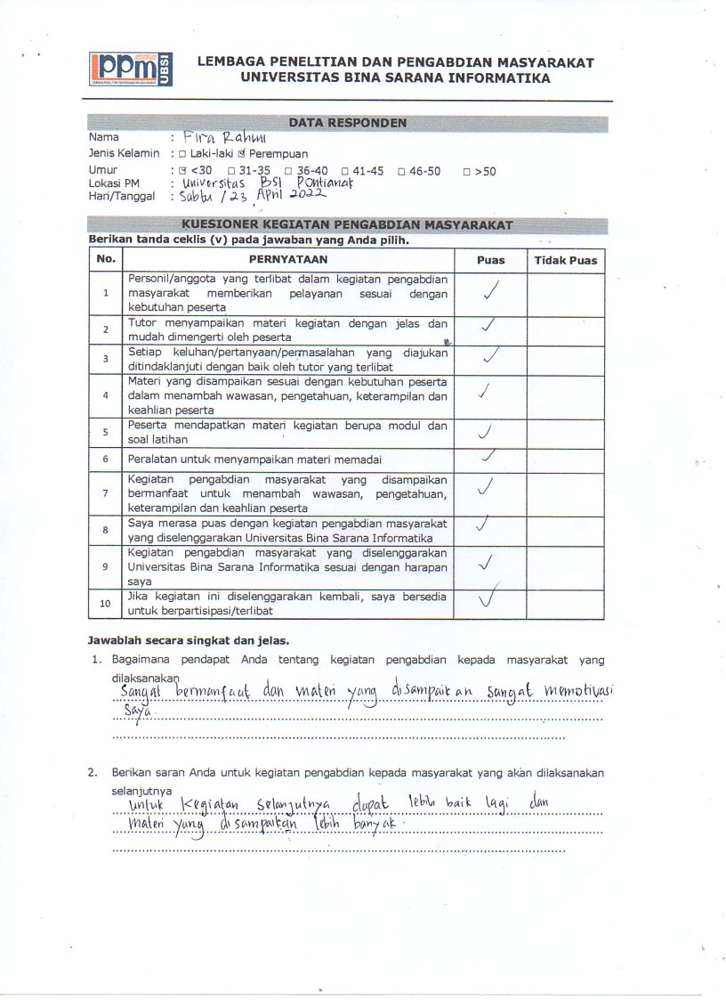 lppm UBSI
LEMBAGA PENELITIAN DAN PENGABDIAN MASYARAKAT
UNIVERSITAS BINA SARANA INFORMATIKA
DATA RESPONDEN
Nama : Fira Rahmi
Jenis Kelamin : □ Laki-laki ☑ Perempuan
Umur : ☑ <30 □ 31-35 □ 36-40 □ 41-45 □ 46-50 □ >50
Lokasi PM : Universitas BSI Pontianak
Hari/Tanggal : Sabtu / 23 April 2022
KUESIONER KEGIATAN PENGABDIAN MASYARAKAT
Berikan tanda ceklis (v) pada jawaban yang Anda pilih.
No. PERNYATAAN Puas Tidak Puas
1 Personil/anggota yang terlibat dalam kegiatan pengabdian
masyarakat memberikan pelayanan sesuai dengan
kebutuhan peserta ✓
2 Tutor menyampaikan materi kegiatan dengan jelas dan
mudah dimengerti oleh peserta ✓
3 Setiap keluhan/pertanyaan/permasalahan yang diajukan
ditindaklanjuti dengan baik oleh tutor yang terlibat ✓
4 Materi yang disampaikan sesuai dengan kebutuhan peserta
dalam menambah wawasan, pengetahuan, keterampilan dan
keahlian peserta ✓
5 Peserta mendapatkan materi kegiatan berupa modul dan
soal latihan ✓
6 Peralatan untuk menyampaikan materi memadai ✓
7 Kegiatan pengabdian masyarakat yang disampaikan
bermanfaat untuk menambah wawasan, pengetahuan,
keterampilan dan keahlian peserta ✓
8 Saya merasa puas dengan kegiatan pengabdian masyarakat
yang diselenggarakan Universitas Bina Sarana Informatika ✓
9 Kegiatan pengabdian masyarakat yang diselenggarakan
Universitas Bina Sarana Informatika sesuai dengan harapan
saya ✓
10 Jika kegiatan ini diselenggarakan kembali, saya bersedia
untuk berpartisipasi/terlibat ✓
Jawablah secara singkat dan jelas.
1. Bagaimana pendapat Anda tentang kegiatan pengabdian kepada masyarakat yang
dilaksanakan
Sangat bermanfaat dan materi yang disampaikan sangat memotivasi
saya.
2. Berikan saran Anda untuk kegiatan pengabdian kepada masyarakat yang akan dilaksanakan
selanjutnya
untuk kegiatan selanjutnya dapat lebih baik lagi dan
materi yang disampaikan lebih banyak.